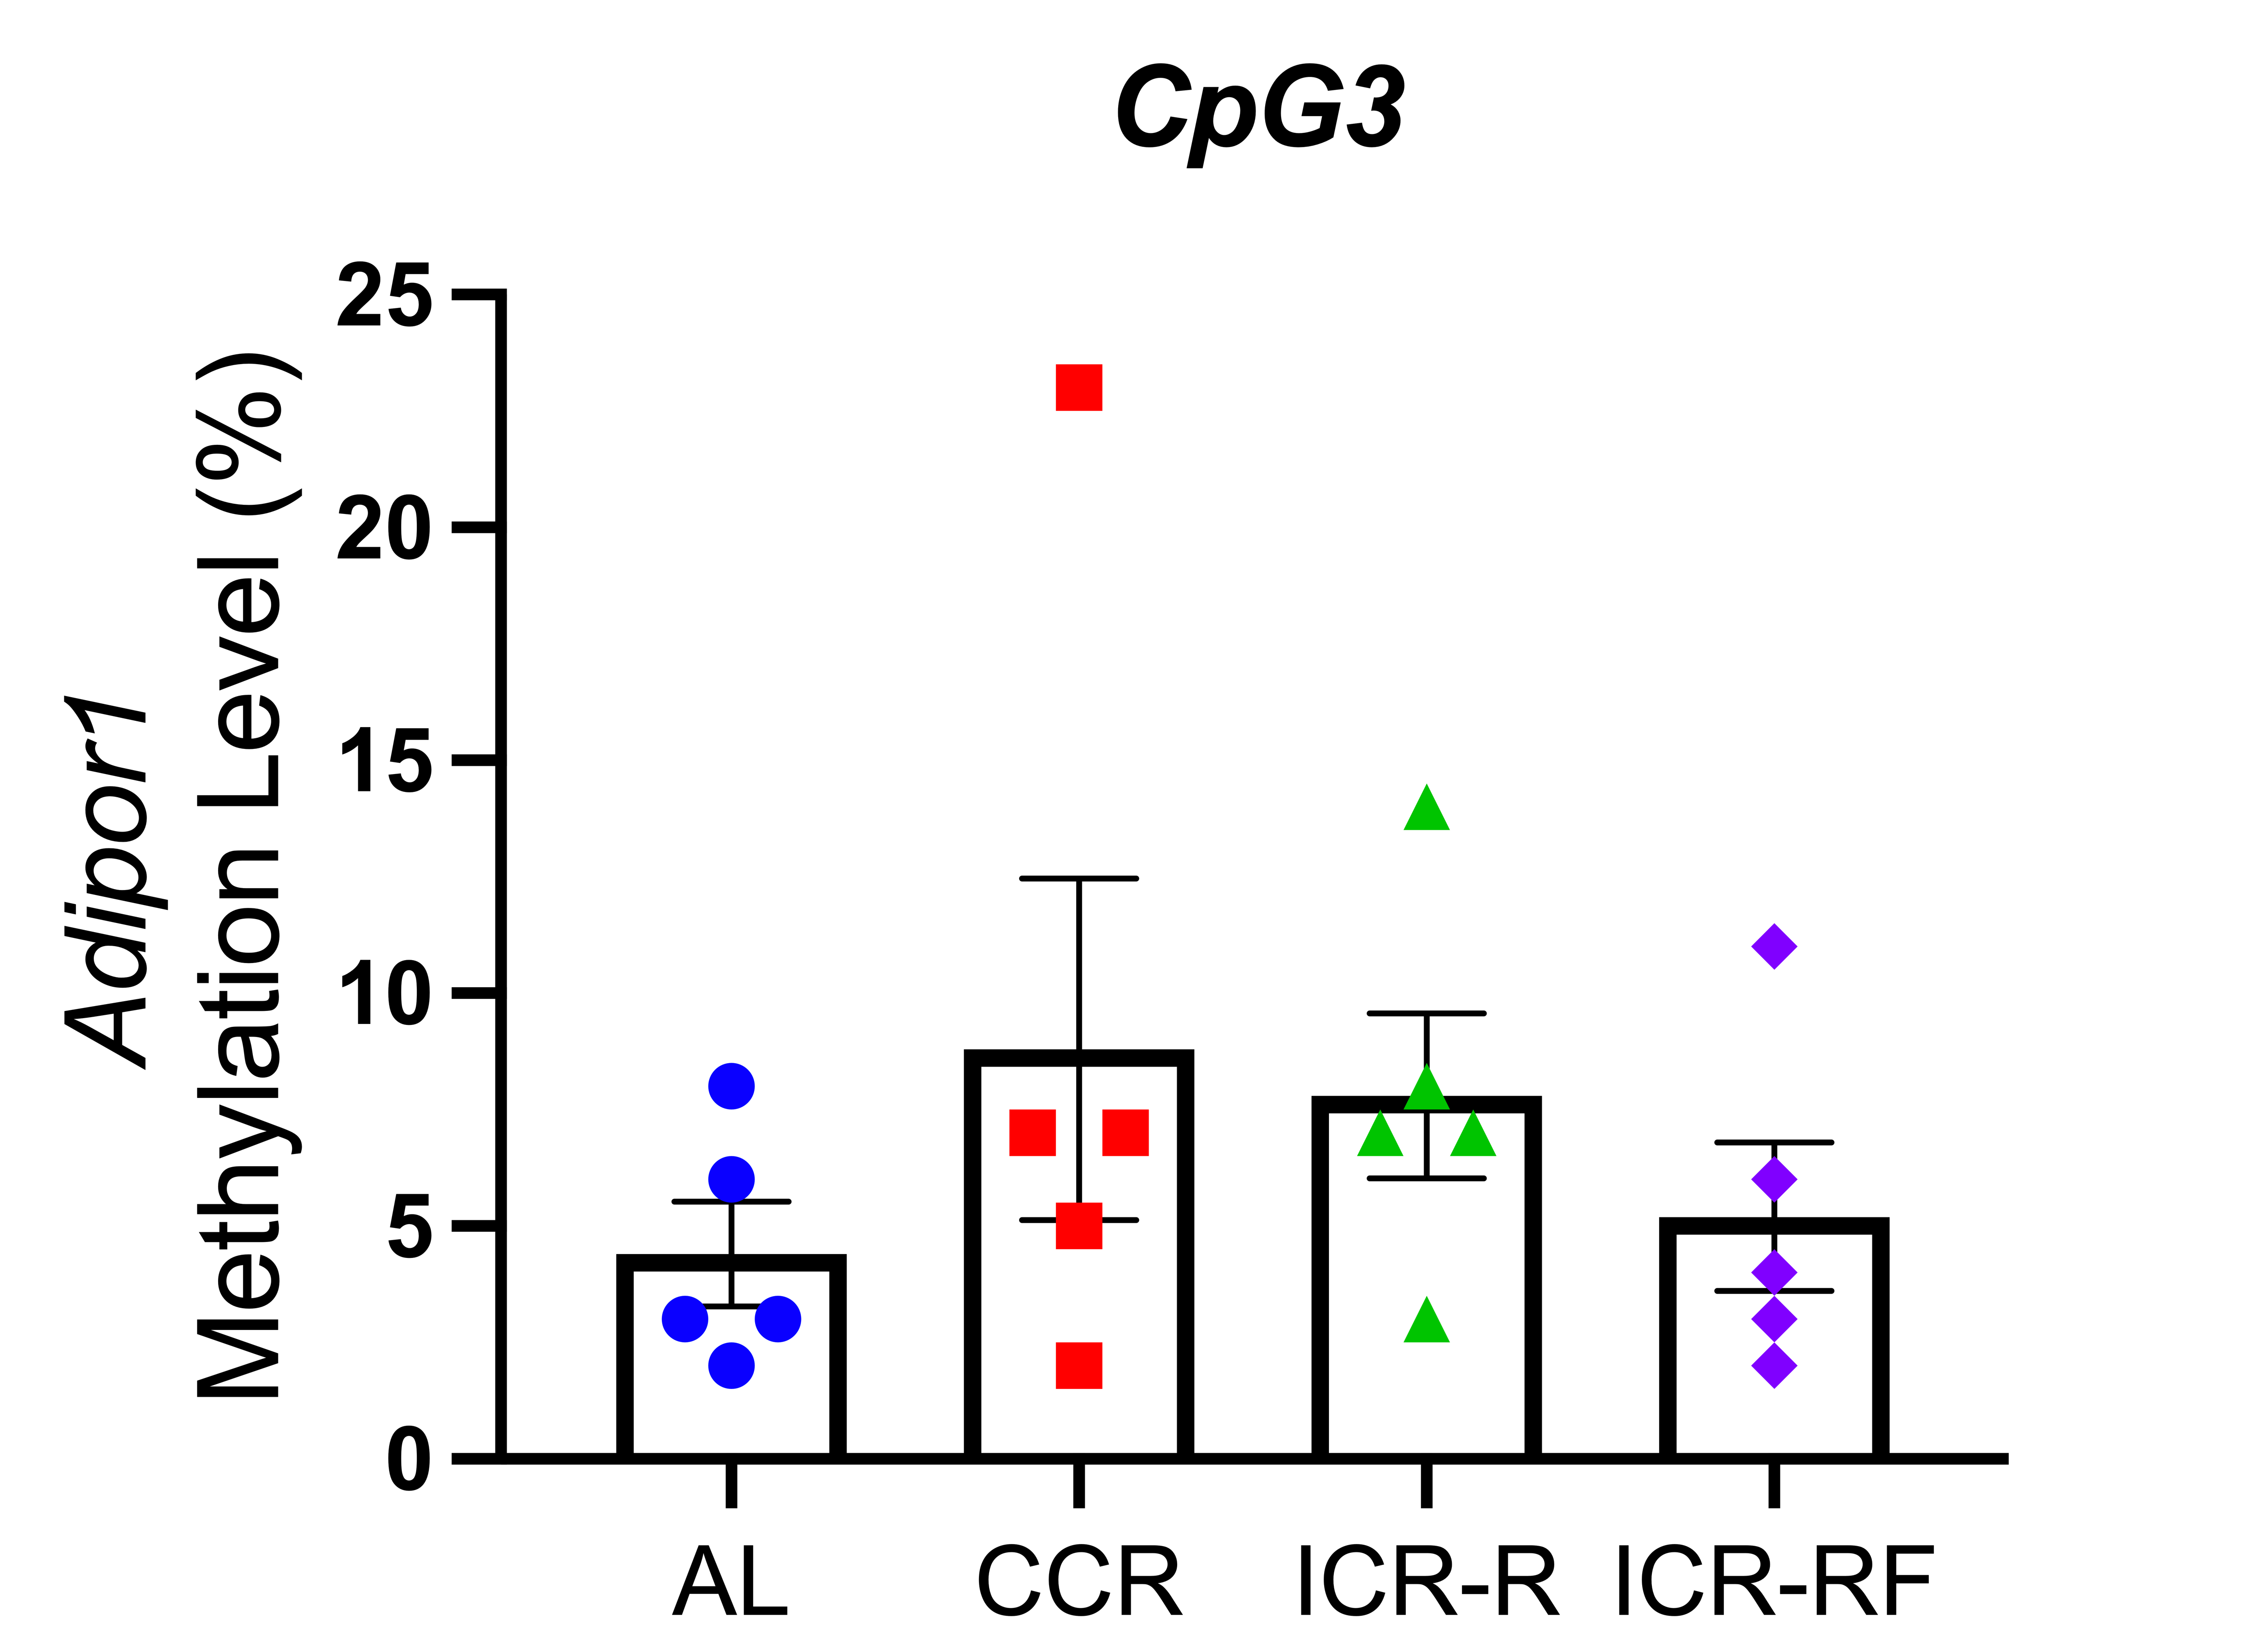 CpG3
Adipor1
Methylation Level (%)
25
20
15
10
5
0
AL CCR ICR-R ICR-RF